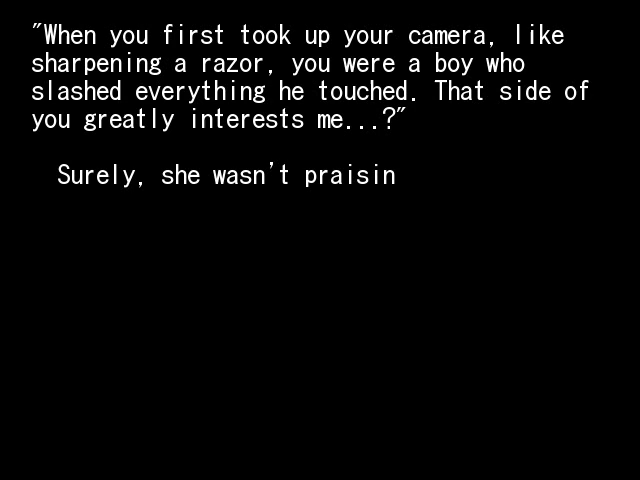 "When you first took up your camera, like
sharpening a razor, you were a boy who
slashed everything he touched. That side of
you greatly interests me...?"
Surely, she wasn't praisin